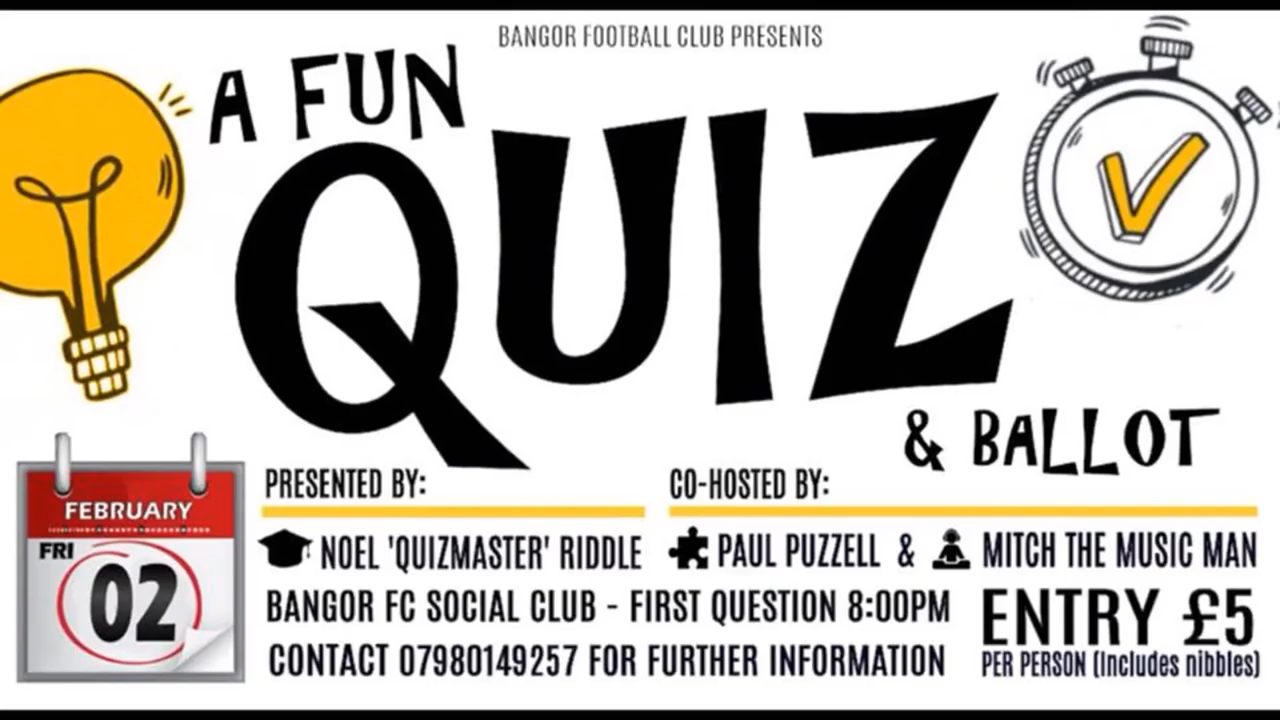 BANGOR FOOTBALL CLUB PRESENTS
A FUN
QUIZ
& BALLOT
FEBRUARY
FRI
02
PRESENTED BY:
NOEL 'QUIZMASTER' RIDDLE
CO-HOSTED BY:
PAUL PUZZELL & MITCH THE MUSIC MAN
BANGOR FC SOCIAL CLUB - FIRST QUESTION 8:00PM
CONTACT 07980149257 FOR FURTHER INFORMATION
ENTRY £5
PER PERSON (Includes nibbles)